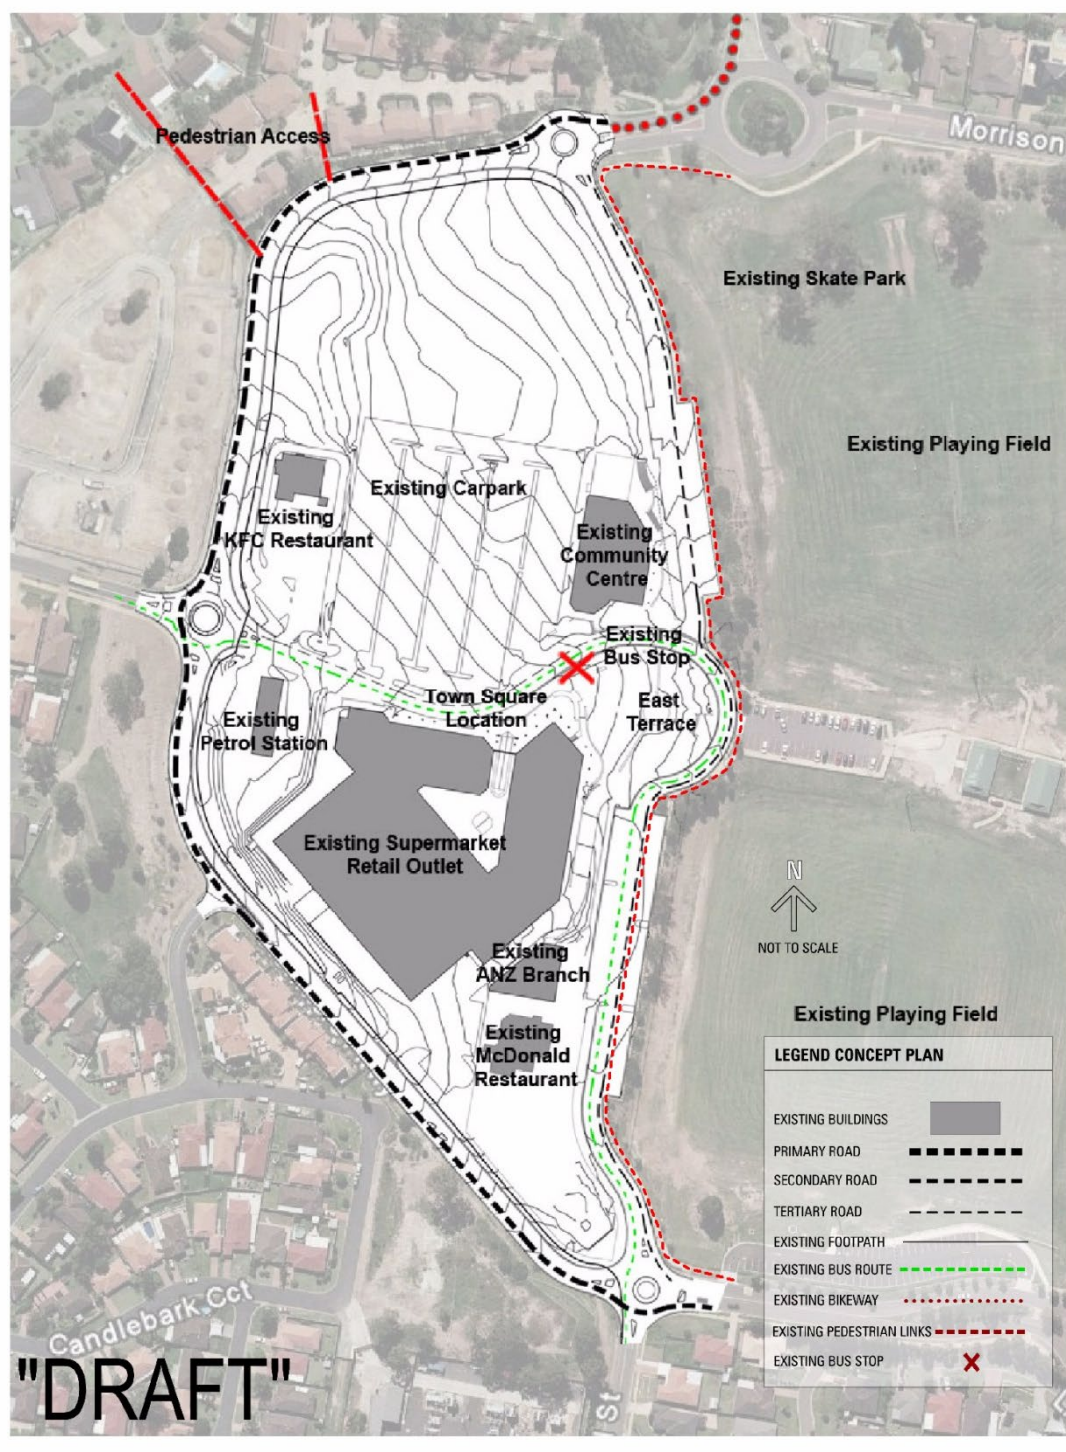 Pedestrian Access
Morrison
Existing Skate Park
Existing Playing Field
Existing Carpark
Existing
KFC Restaurant
Existing
Community
Centre
Existing
Bus Stop
Town Square
Location
East
Terrace
Existing
Petrol Station
Existing Supermarket
Retail Outlet
N
NOT TO SCALE
Existing
ANZ Branch
Existing Playing Field
Existing
McDonald
Restaurant
LEGEND CONCEPT PLAN
EXISTING BUILDINGS
PRIMARY ROAD
SECONDARY ROAD
TERTIARY ROAD
EXISTING FOOTPATH
EXISTING BUS ROUTE
EXISTING BIKEWAY
EXISTING PEDESTRIAN LINKS
EXISTING BUS STOP
Candlebark Cct
"DRAFT"
St